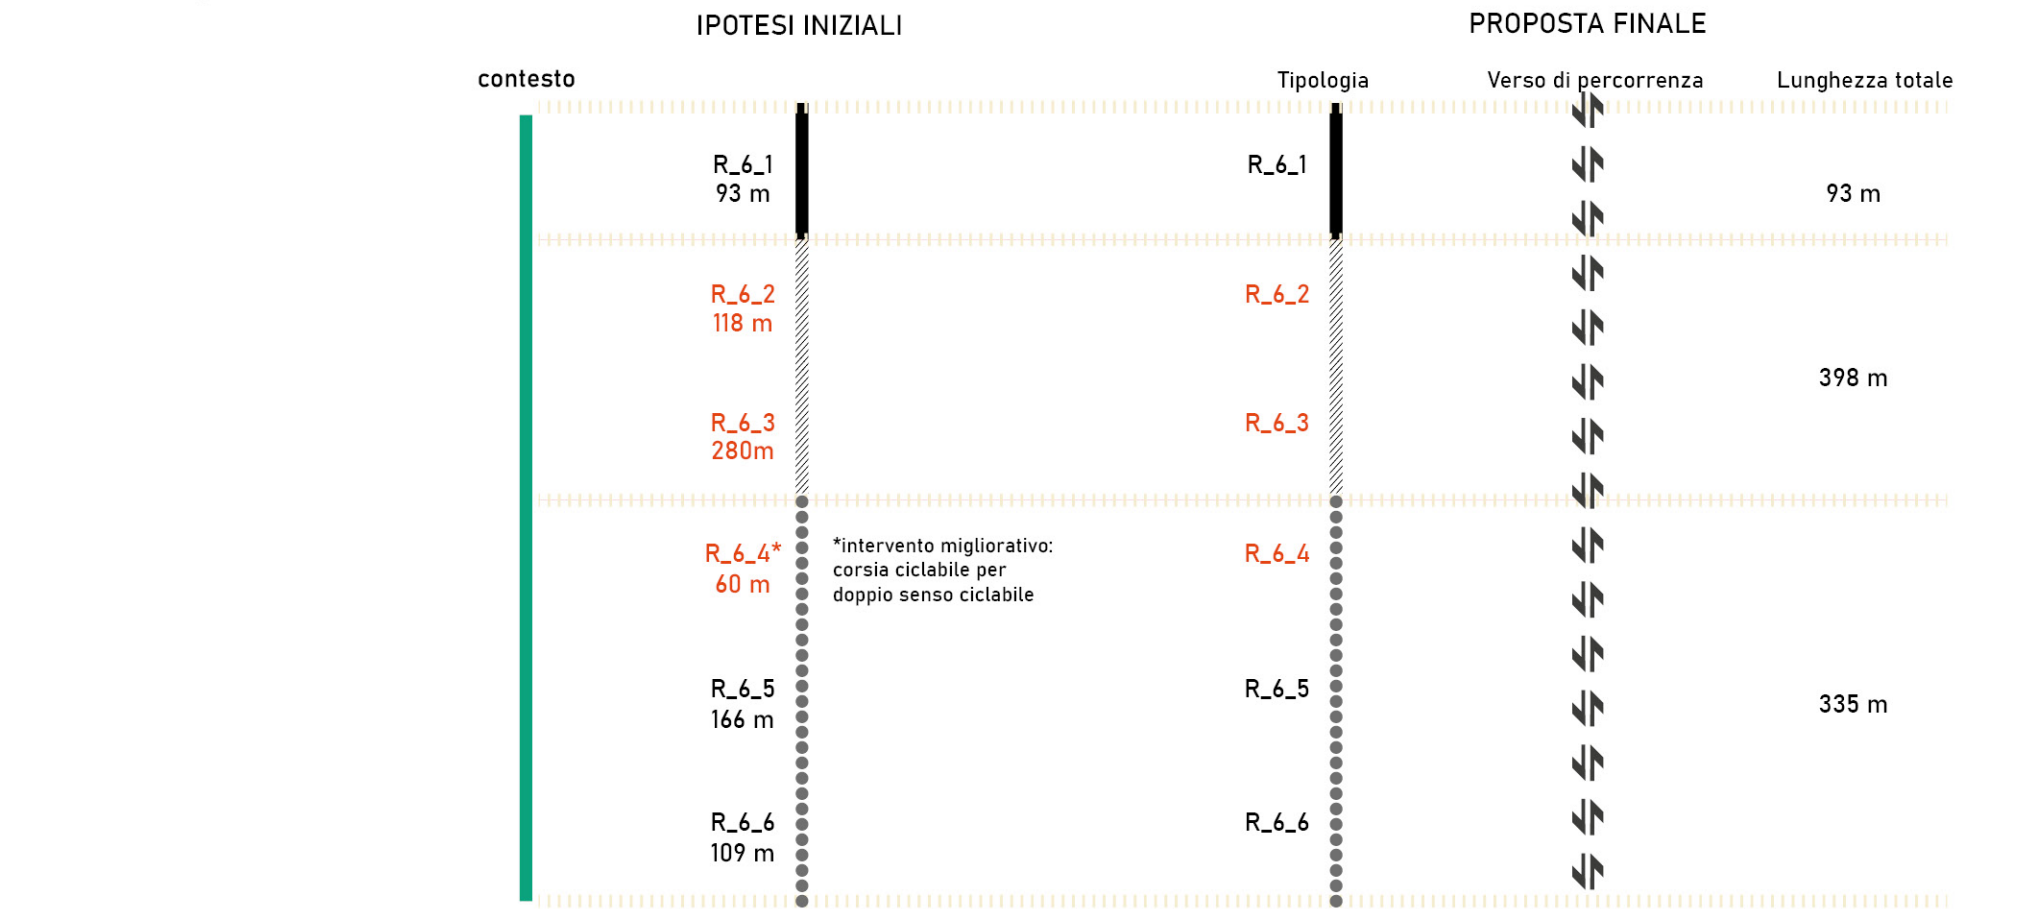 IPOTESI INIZIALI
PROPOSTA FINALE
contesto
Tipologia
Verso di percorrenza
Lunghezza totale
R_6_1
93 m
R_6_1
93 m
R_6_2
118 m
R_6_2
398 m
R_6_3
280m
R_6_3
R_6_4*
60 m
*intervento migliorativo:
corsia ciclabile per
doppio senso ciclabile
R_6_4
R_6_5
166 m
R_6_5
335 m
R_6_6
109 m
R_6_6